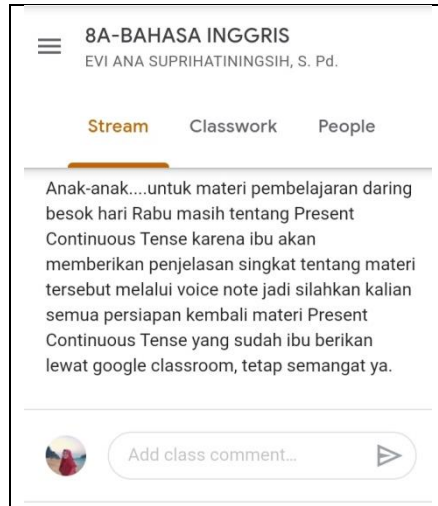 8A-BAHASA INGGRIS
EVI ANA SUPRIHATININGSIH, S. Pd.
Stream Classwork People
Anak-anak....untuk materi pembelajaran daring
besok hari Rabu masih tentang Present
Continuous Tense karena ibu akan
memberikan penjelasan singkat tentang materi
tersebut melalui voice note jadi silahkan kalian
semua persiapan kembali materi Present
Continuous Tense yang sudah ibu berikan
lewat google classroom, tetap semangat ya.
Add class comment...